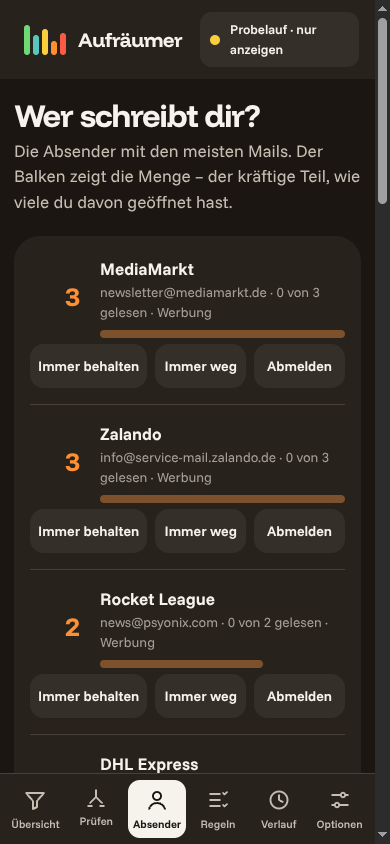 Aufräumer
Probelauf · nur
anzeigen
Wer schreibt dir?
Die Absender mit den meisten Mails. Der
Balken zeigt die Menge – der kräftige Teil, wie
viele du davon geöffnet hast.
MediaMarkt
3
newsletter@mediamarkt.de · 0 von 3
gelesen · Werbung
Immer behalten
Immer weg
Abmelden
Zalando
3
info@service-mail.zalando.de · 0 von 3
gelesen · Werbung
Immer behalten
Immer weg
Abmelden
Rocket League
2
news@psyonix.com · 0 von 2 gelesen ·
Werbung
Immer behalten
Immer weg
Abmelden
DHL Express
Übersicht
Prüfen
Absender
Regeln
Verlauf
Optionen